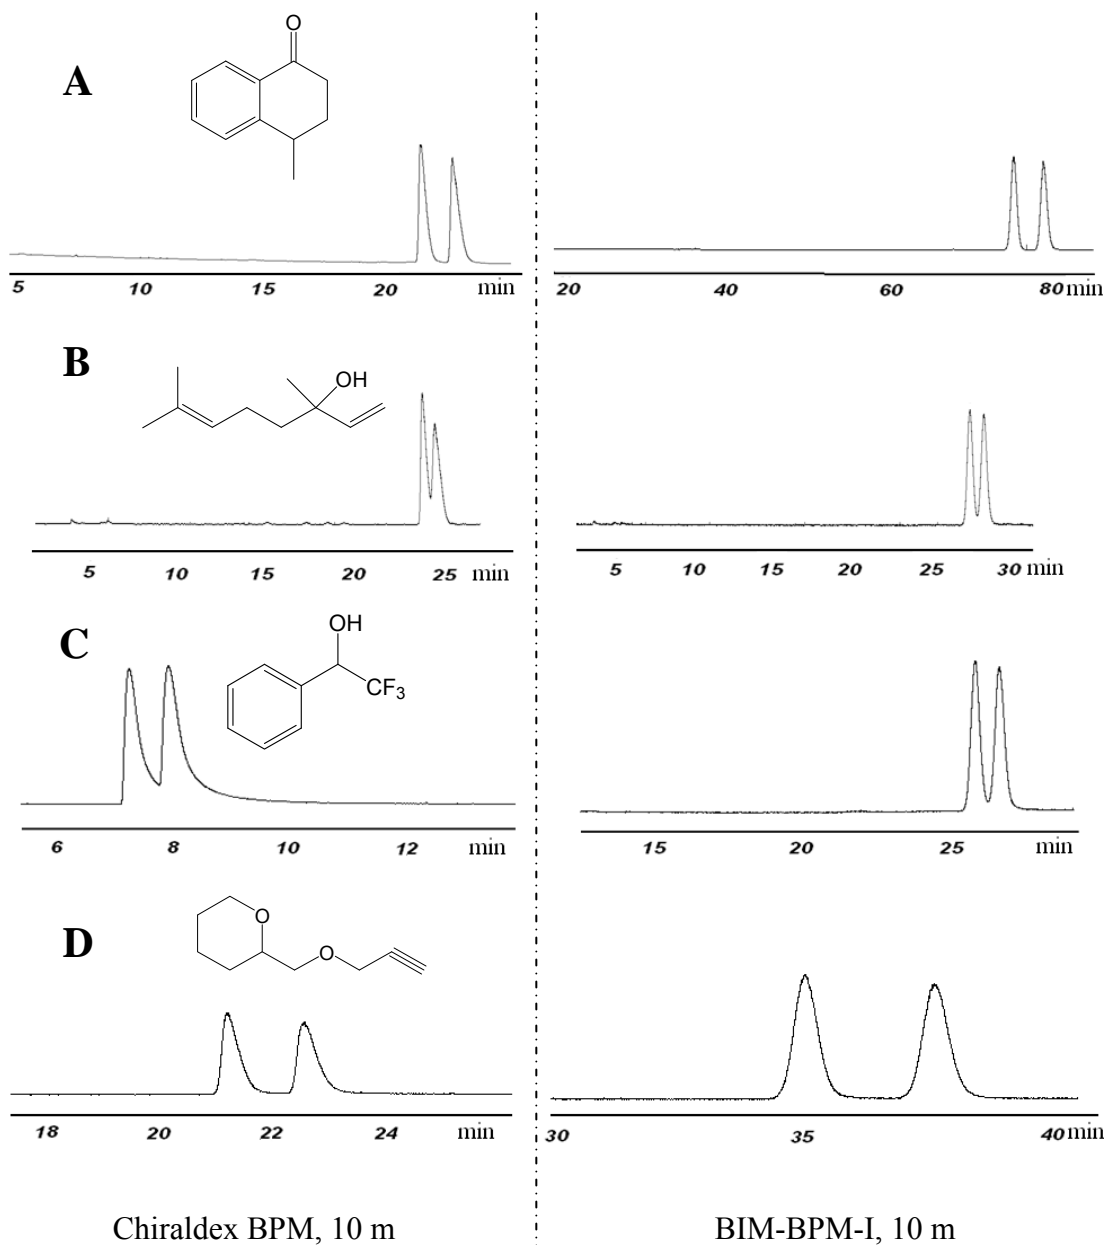 A
O
5 10 15 20 min
20 40 60 80 min
B
OH
5 10 15 20 25 min
5 10 15 20 25 30 min
C
OH
CF3
6 8 10 12 min
15 20 25 min
D
O
O
18 20 22 24 min
30 35 40 min
Chiraldex BPM, 10 m
BIM-BPM-I, 10 m